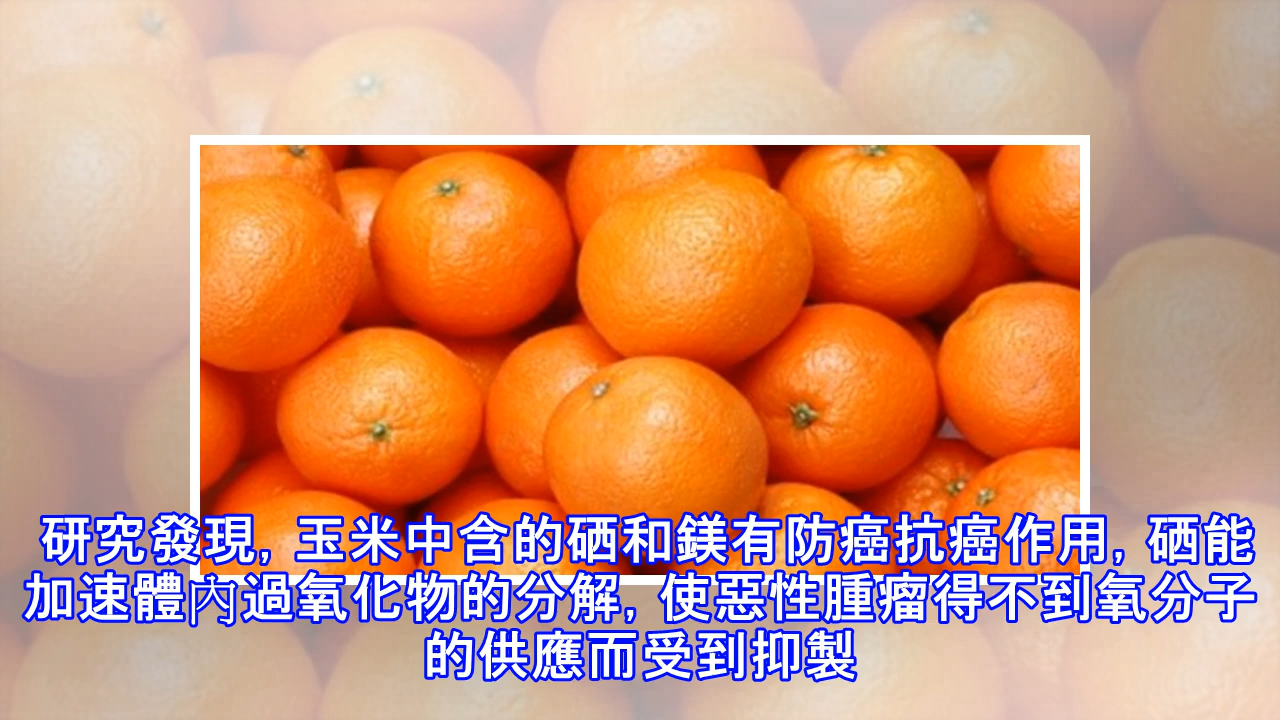 研究發現, 玉米中含的硒和鎂有防癌抗癌作用, 硒能
加速體內過氧化物的分解, 使惡性腫瘤得不到氧分子
的供應而受到抑製